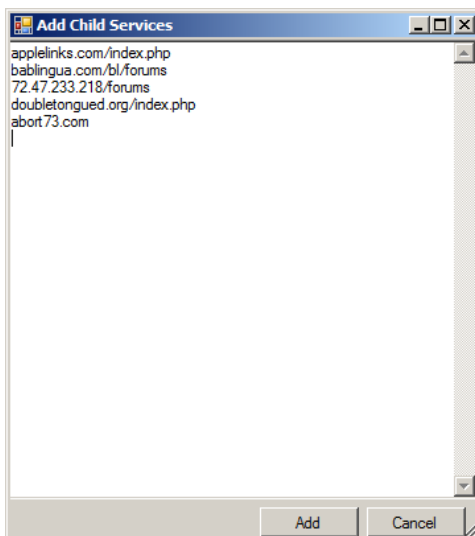 Add Child Services
applelinks.com/index.php
bablingua.com/bl/forums
72.47.233.218/forums
doubletongued.org/index.php
abort73.com
Add
Cancel